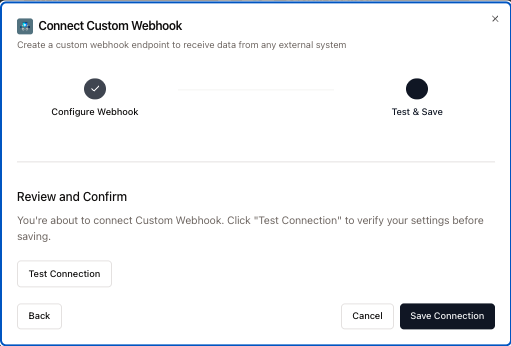 Connect Custom Webhook
Create a custom webhook endpoint to receive data from any external system
Configure Webhook
Test & Save
Review and Confirm
You're about to connect Custom Webhook. Click "Test Connection" to verify your settings before
saving.
Test Connection
Back
Cancel
Save Connection